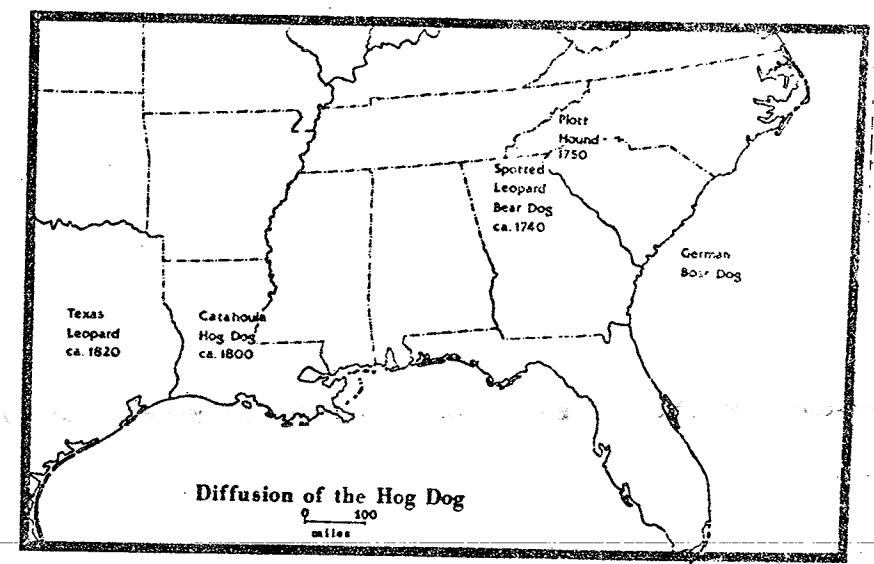 Plott
Hound
1750
Spotted
Leopard
Bear Dog
ca. 1740
German
Boar Dog
Texas
Leopard
ca. 1820
Catahoula
Hog Dog
ca. 1800
Diffusion of the Hog Dog
0 100
miles